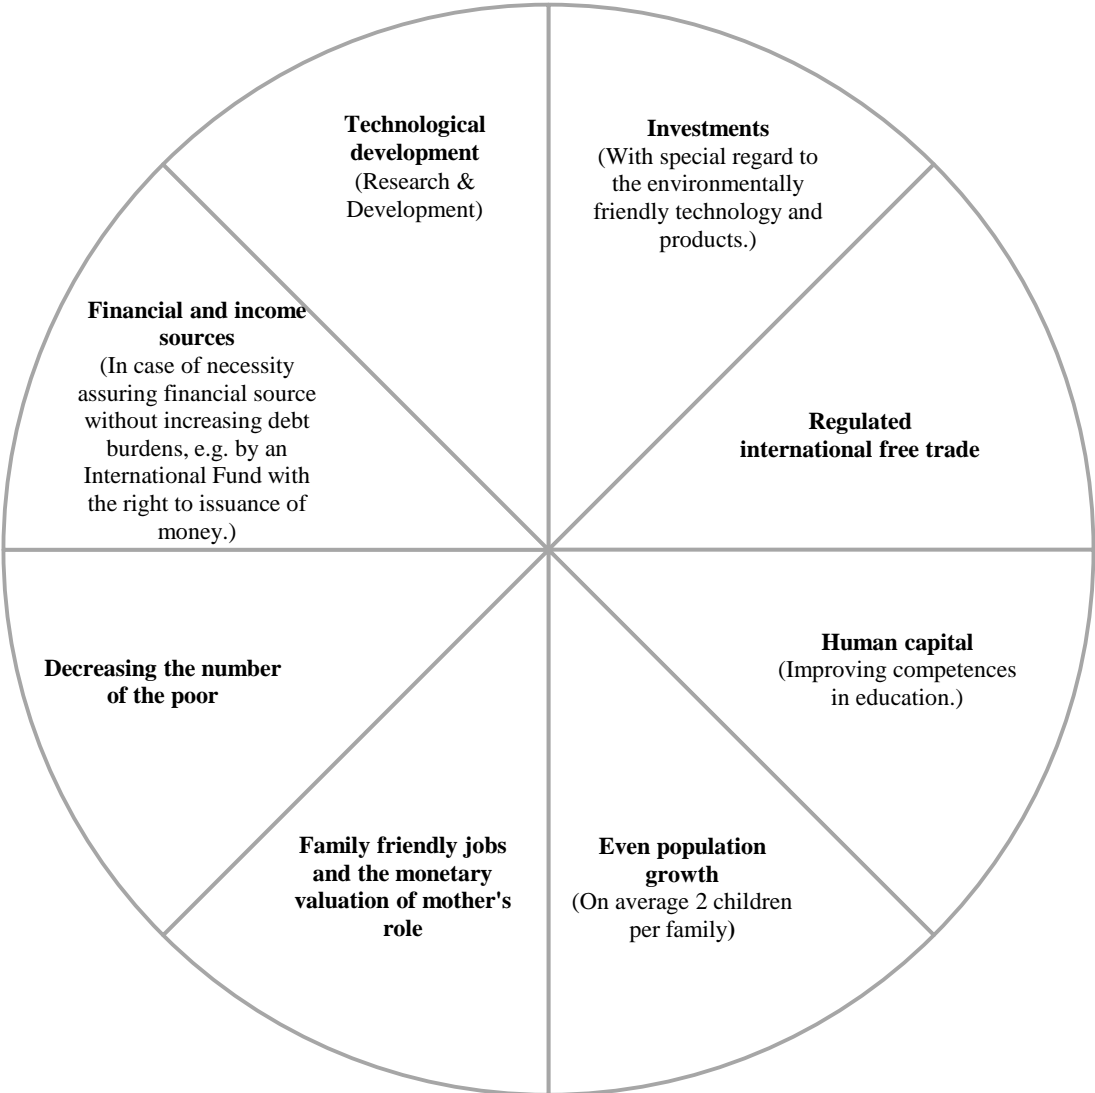 Technological
development
(Research &
Development)
Investments
(With special regard to
the environmentally
friendly technology and
products.)
Financial and income
sources
(In case of necessity
assuring financial source
without increasing debt
burdens, e.g. by an
International Fund with
the right to issuance of
money.)
Regulated
international free trade
Decreasing the number
of the poor
Human capital
(Improving competences
in education.)
Family friendly jobs
and the monetary
valuation of mother's
role
Even population
growth
(On average 2 children
per family)